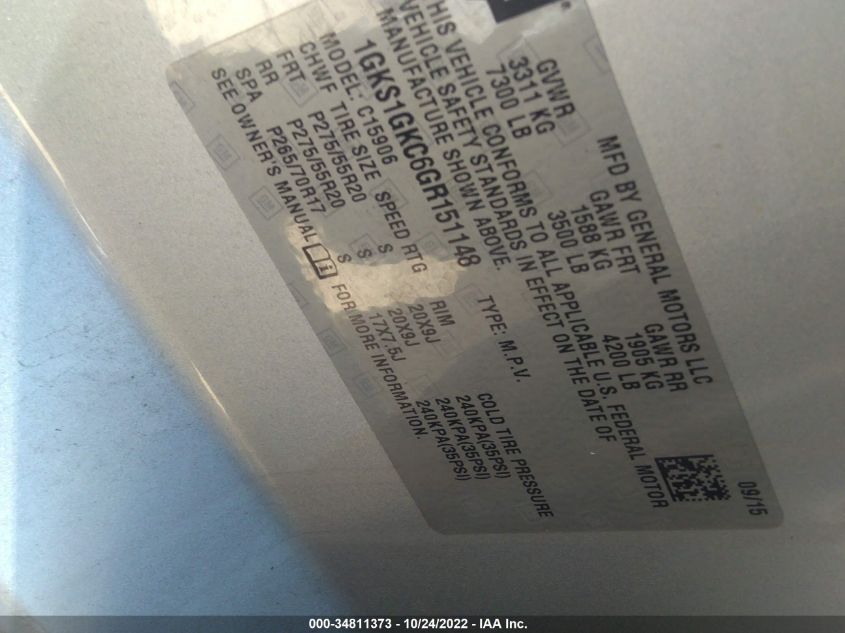 MFD BY GENERAL MOTORS LLC 09/15
GVWR GAWR FRT GAWR RR
3311 KG 1588 KG 1905 KG
7300 LB 3500 LB 4200 LB
THIS VEHICLE CONFORMS TO ALL APPLICABLE U.S. FEDERAL MOTOR
VEHICLE SAFETY STANDARDS IN EFFECT ON THE DATE OF
MANUFACTURE SHOWN ABOVE.
1GKS1GKC6GR151148 TYPE: M.P.V.
MODEL: C15906
CHWF TIRE SIZE SPEED RTG RIM COLD TIRE PRESSURE
FRT P275/55R20 S 20X9J 240KPA(35PSI)
RR P275/55R20 S 20X9J 240KPA(35PSI)
SPA P265/70R17 S 17X7.5J 240KPA(35PSI)
SEE OWNER'S MANUAL FOR MORE INFORMATION.
000-34811373 - 10/24/2022 - IAA Inc.